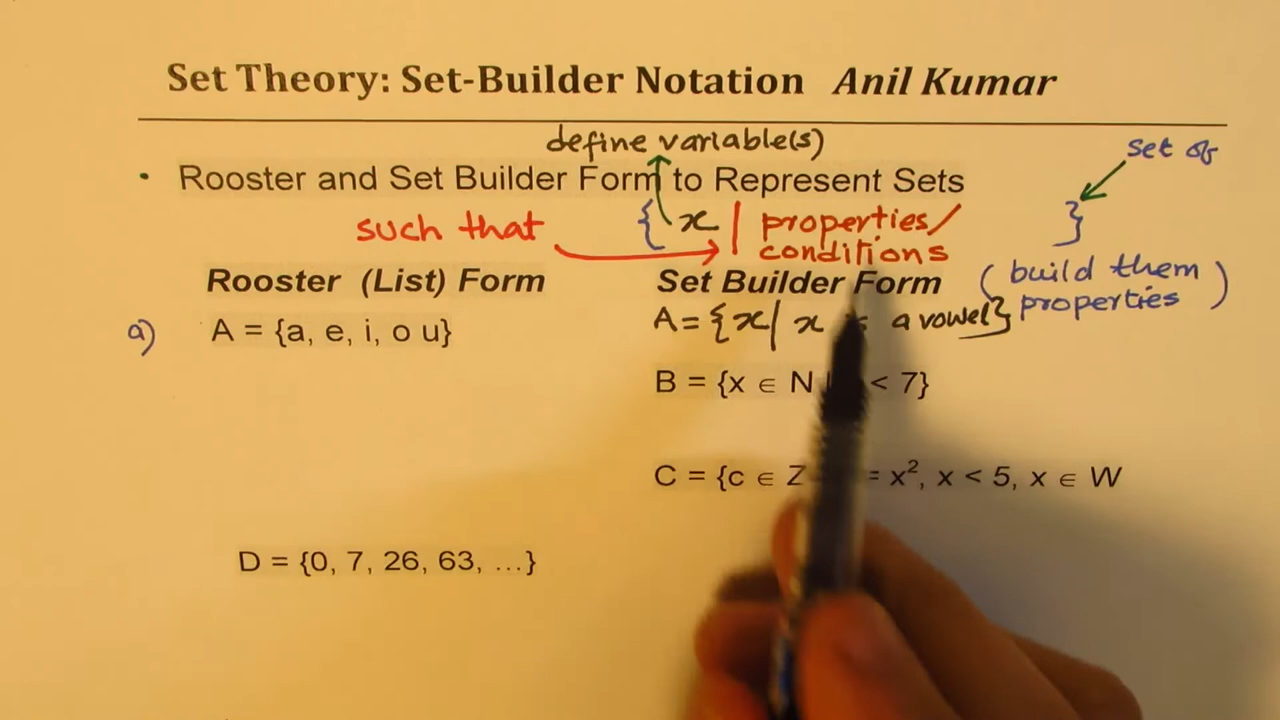 Set Theory: Set-Builder Notation Anil Kumar
define variable(s)
set of
• Rooster and Set Builder Form to Represent Sets
such that { x | properties/ }
conditions
Rooster (List) Form Set Builder Form ( build them )
properties
a) A = {a, e, i, o u} A = {x | x a vowel}
B = {x ∈ N < 7}
C = {c ∈ Z = x², x < 5, x ∈ W
D = {0, 7, 26, 63, ...}